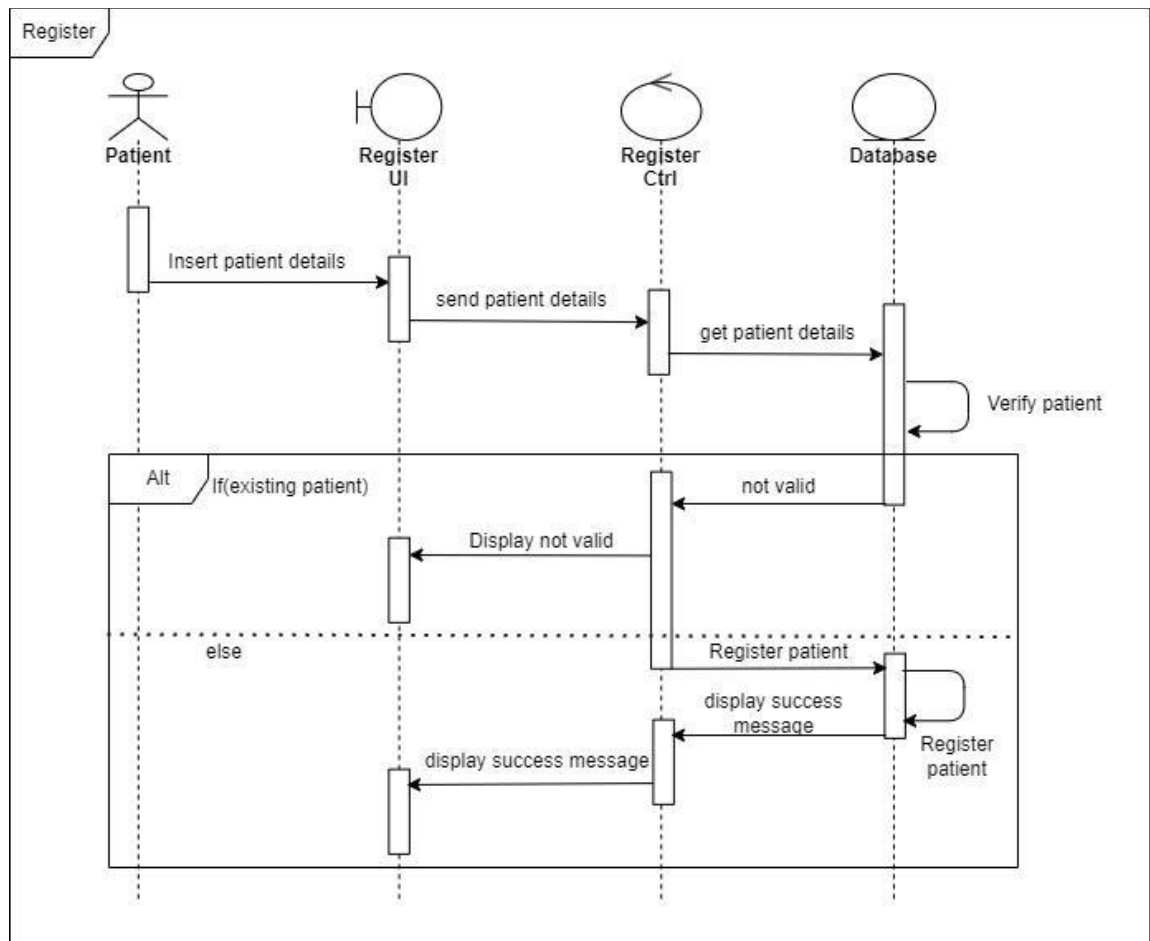 Register
Patient
Register
UI
Register
Ctrl
Database
Insert patient details
send patient details
get patient details
Verify patient
Alt
If(existing patient)
not valid
Display not valid
else
Register patient
display success
message
Register
patient
display success message